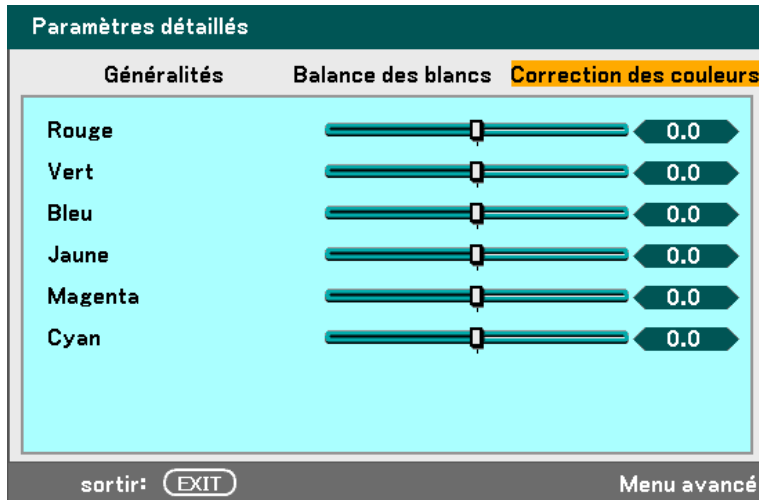 Paramètres détaillés
Généralités Balance des blancs Correction des couleurs
Rouge 0.0
Vert 0.0
Bleu 0.0
Jaune 0.0
Magenta 0.0
Cyan 0.0
sortir: EXIT Menu avancé